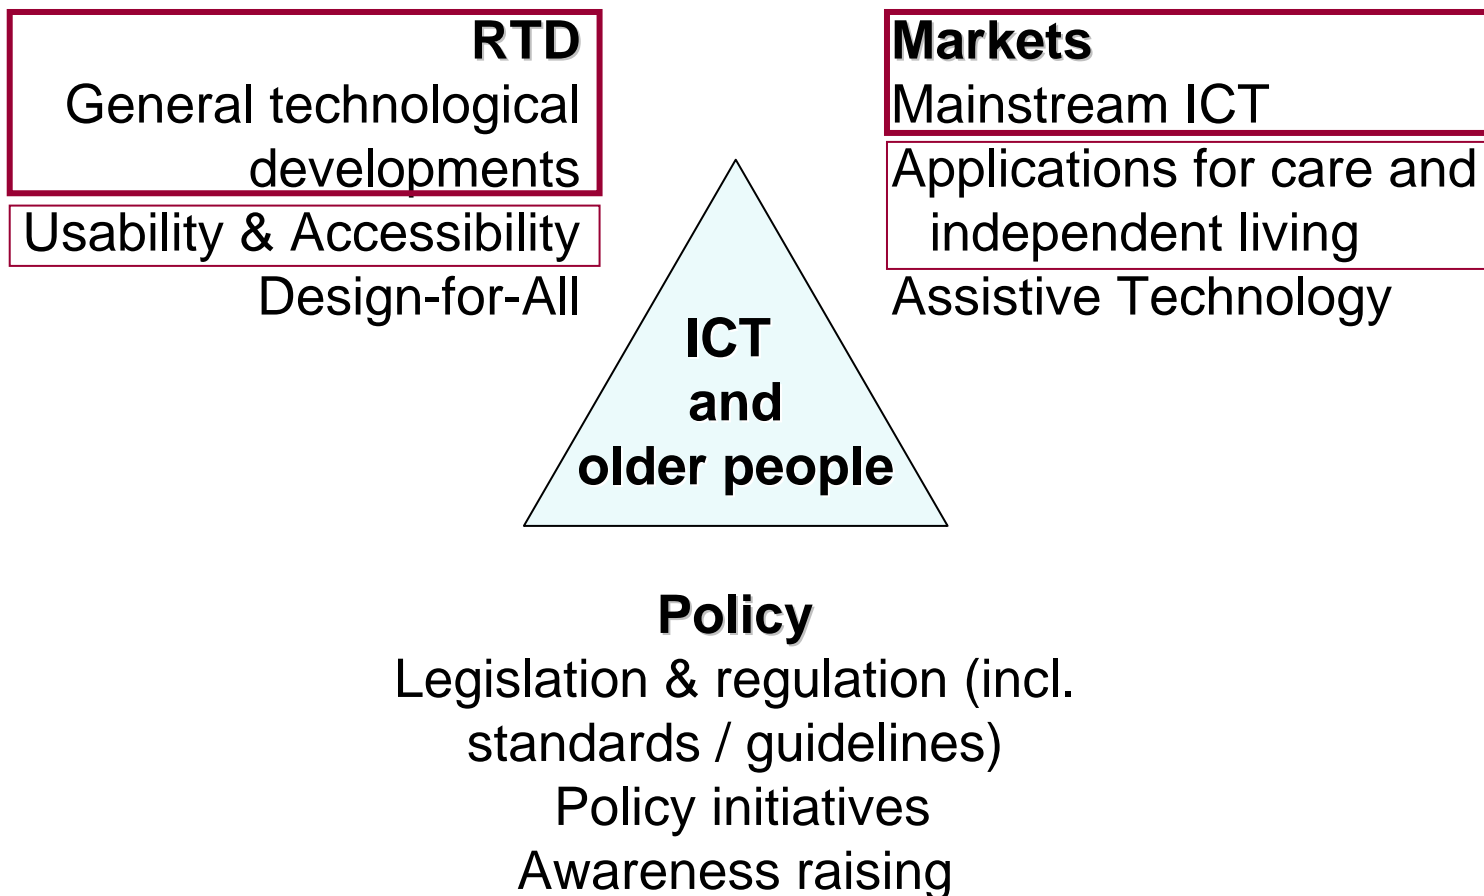 RTD
General technological
developments
Usability & Accessibility
Design-for-All
Markets
Mainstream ICT
Applications for care and
independent living
Assistive Technology
ICT
and
older people
Policy
Legislation & regulation (incl.
standards / guidelines)
Policy initiatives
Awareness raising